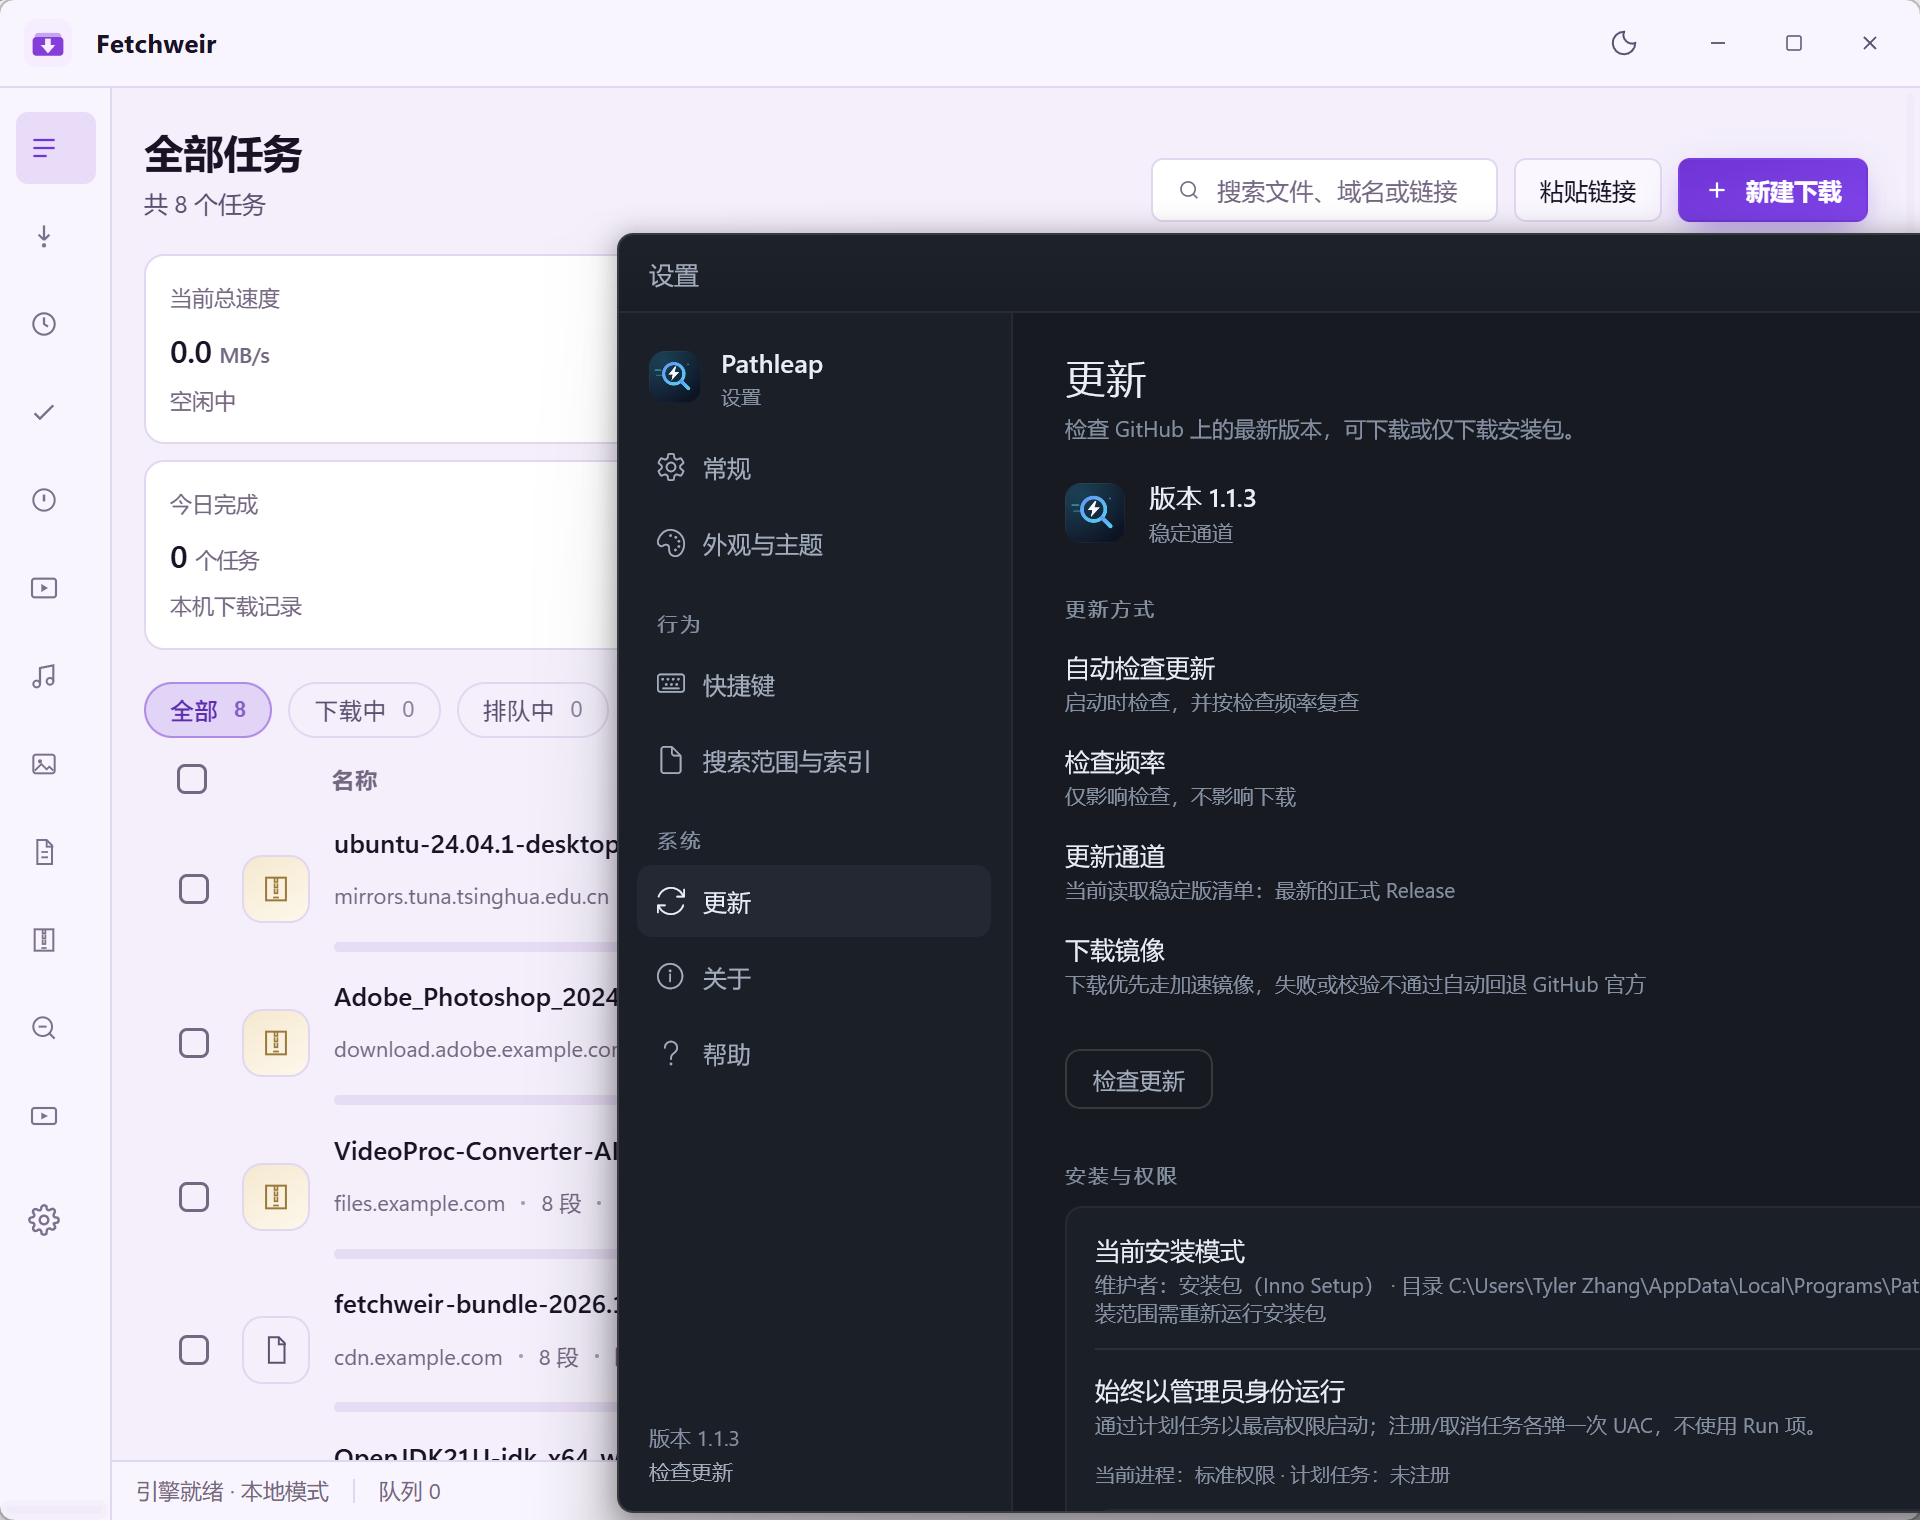 Fetchweir
全部任务
共 8 个任务
搜索文件、域名或链接
粘贴链接
新建下载
当前总速度
0.0 MB/s
空闲中
今日完成
0 个任务
本机下载记录
全部 8
下载中 0
排队中 0
名称
ubuntu-24.04.1-desktop
mirrors.tuna.tsinghua.edu.cn
Adobe_Photoshop_2024
download.adobe.example.com
VideoProc-Converter-AI
files.example.com · 8 段 ·
fetchweir-bundle-2026.
cdn.example.com · 8 段 ·
OpenJDK21U-jdk_x64_w
引擎就绪 · 本地模式
队列 0
设置
Pathleap
设置
常规
外观与主题
行为
快捷键
搜索范围与索引
系统
更新
关于
帮助
版本 1.1.3
检查更新
更新
检查 GitHub 上的最新版本，可下载或仅下载安装包。
版本 1.1.3
稳定通道
更新方式
自动检查更新
启动时检查，并按检查频率复查
检查频率
仅影响检查，不影响下载
更新通道
当前读取稳定版清单：最新的正式 Release
下载镜像
下载优先走加速镜像，失败或校验不通过自动回退 GitHub 官方
检查更新
安装与权限
当前安装模式
维护者：安装包（Inno Setup） · 目录 C:\Users\Tyler Zhang\AppData\Local\Programs\Pat
装范围需重新运行安装包
始终以管理员身份运行
通过计划任务以最高权限启动；注册/取消任务各弹一次 UAC，不使用 Run 项。
当前进程：标准权限 · 计划任务：未注册